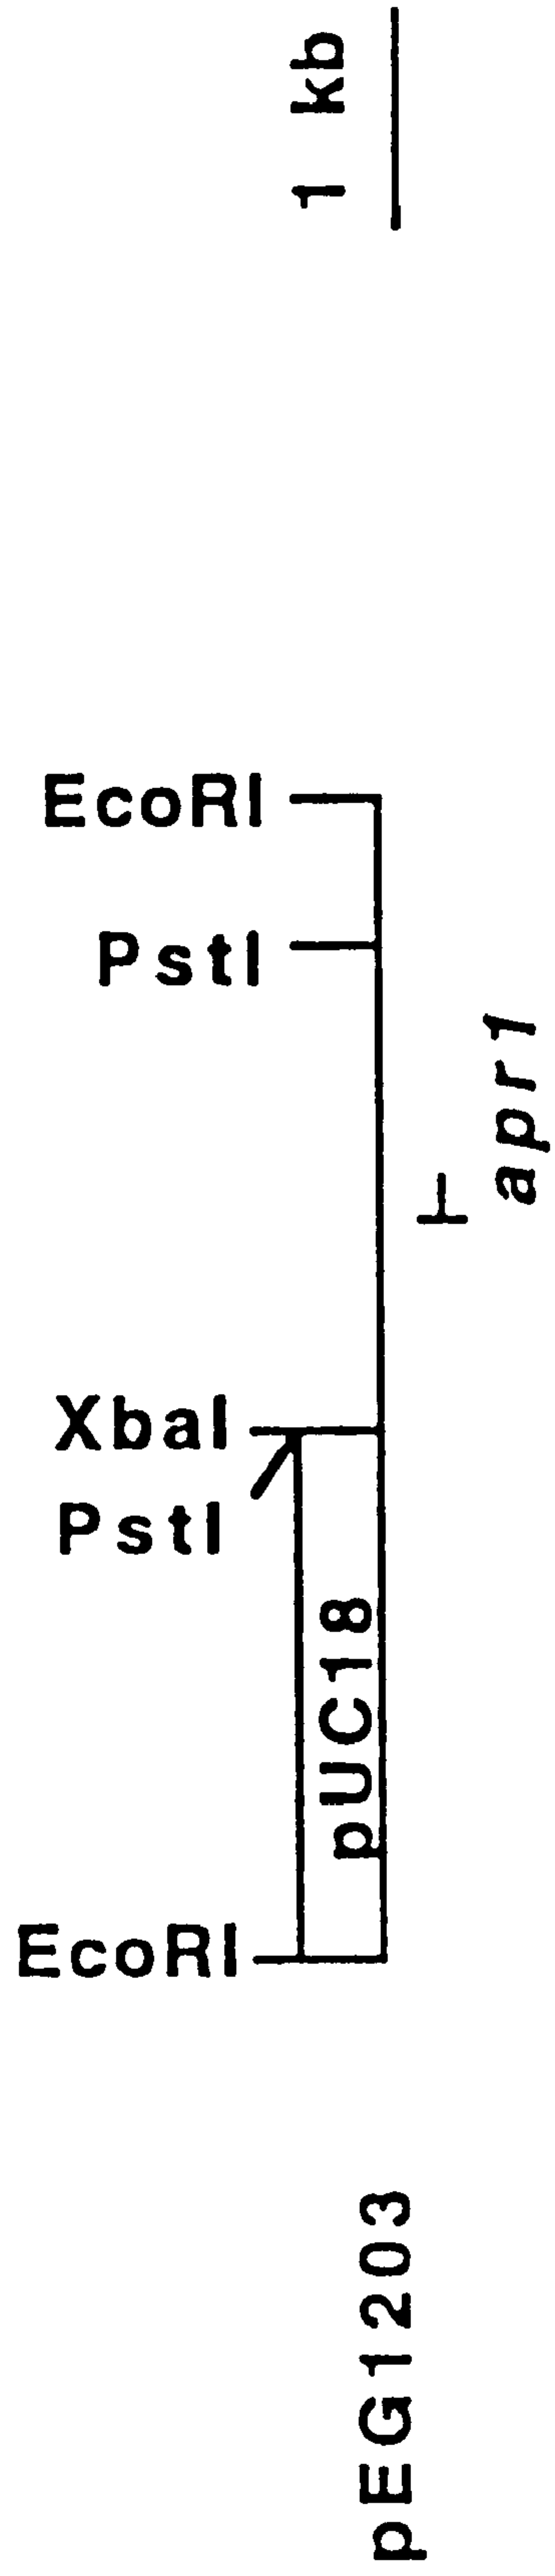 1 kb
EcoRI
PstI
apr1
XbaI
PstI
pUC18
EcoRI
pEG1203